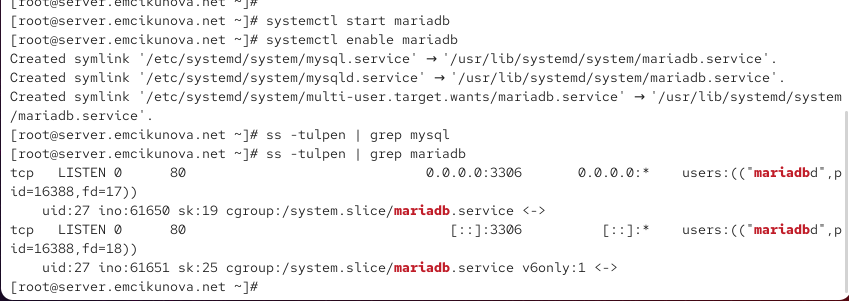 [root@server.emcikunova.net ~]#
[root@server.emcikunova.net ~]# systemctl start mariadb
[root@server.emcikunova.net ~]# systemctl enable mariadb
Created symlink '/etc/systemd/system/mysql.service' → '/usr/lib/systemd/system/mariadb.service'.
Created symlink '/etc/systemd/system/mysqld.service' → '/usr/lib/systemd/system/mariadb.service'.
Created symlink '/etc/systemd/system/multi-user.target.wants/mariadb.service' → '/usr/lib/systemd/system
/mariadb.service'.
[root@server.emcikunova.net ~]# ss -tulpen | grep mysql
[root@server.emcikunova.net ~]# ss -tulpen | grep mariadb
tcp   LISTEN 0      80                              0.0.0.0:3306       0.0.0.0:*    users:(("mariadbd",p
id=16388,fd=17))
    uid:27 ino:61650 sk:19 cgroup:/system.slice/mariadb.service <->
tcp   LISTEN 0      80                                 [::]:3306          [::]:*    users:(("mariadbd",p
id=16388,fd=18))
    uid:27 ino:61651 sk:25 cgroup:/system.slice/mariadb.service v6only:1 <->
[root@server.emcikunova.net ~]#